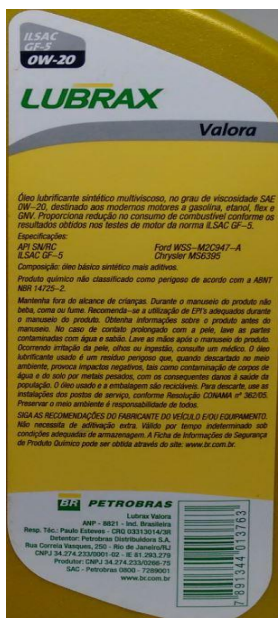 ILSAC
GF-5
0W-20
LUBRAX
Valora
Óleo lubrificante sintético multiviscoso, no grau de viscosidade SAE
0W-20, destinado aos modernos motores a gasolina, etanol, flex e
GNV. Proporciona redução no consumo de combustível conforme os
resultados obtidos nos testes de motor da norma ILSAC GF-5.
Especificações:
API SN/RC Ford WSS-M2C947-A
ILSAC GF-5 Chrysler MS6395
Composição: óleo básico sintético mais aditivos.
Produto químico não classificado como perigoso de acordo com a ABNT
NBR 14725-2.
Mantenha fora do alcance de crianças. Durante o manuseio do produto não
beba, coma ou fume. Recomenda-se a utilização de EPI's adequados durante
o manuseio do produto. Obtenha informações sobre o produto antes do
manuseio. No caso de contato prolongado com a pele, lave as partes
contaminadas com água e sabão. Lave as mãos após o manuseio do produto.
Ocorrendo irritação da pele, olhos ou ingestão, consulte um médico. O óleo
lubrificante usado é um resíduo perigoso que, quando descartado no meio
ambiente, provoca impactos negativos, tais como contaminação de corpos de
água e do solo por metais pesados, com os consequentes danos à saúde da
população. O óleo usado e a embalagem são recicláveis. Para descarte, use as
instalações dos postos de serviço, conforme Resolução CONAMA nº 362/05.
Preservar o meio ambiente é responsabilidade de todos.
SIGA AS RECOMENDAÇÕES DO FABRICANTE DO VEÍCULO E/OU EQUIPAMENTO.
Não necessita de aditivação extra. Válido por tempo indeterminado sob
condições adequadas de armazenagem. A Ficha de Informações de Segurança
de Produto Químico pode ser obtida através do site: www.br.com.br.
BR PETROBRAS
Lubrax Valora
ANP - 8821 - Ind. Brasileira
Resp. Téc.: Paulo Esteves - CRQ 03313014/3R
Detentor: Petrobras Distribuidora S.A.
Rua Correia Vasques, 250 - Rio de Janeiro/RJ
CNPJ 34.274.233/0001-02 - IE 81.293.279
Produtor: CNPJ 34.274.233/0266-75
SAC - Petrobras 0800 - 7289001
www.br.com.br
7891344013763